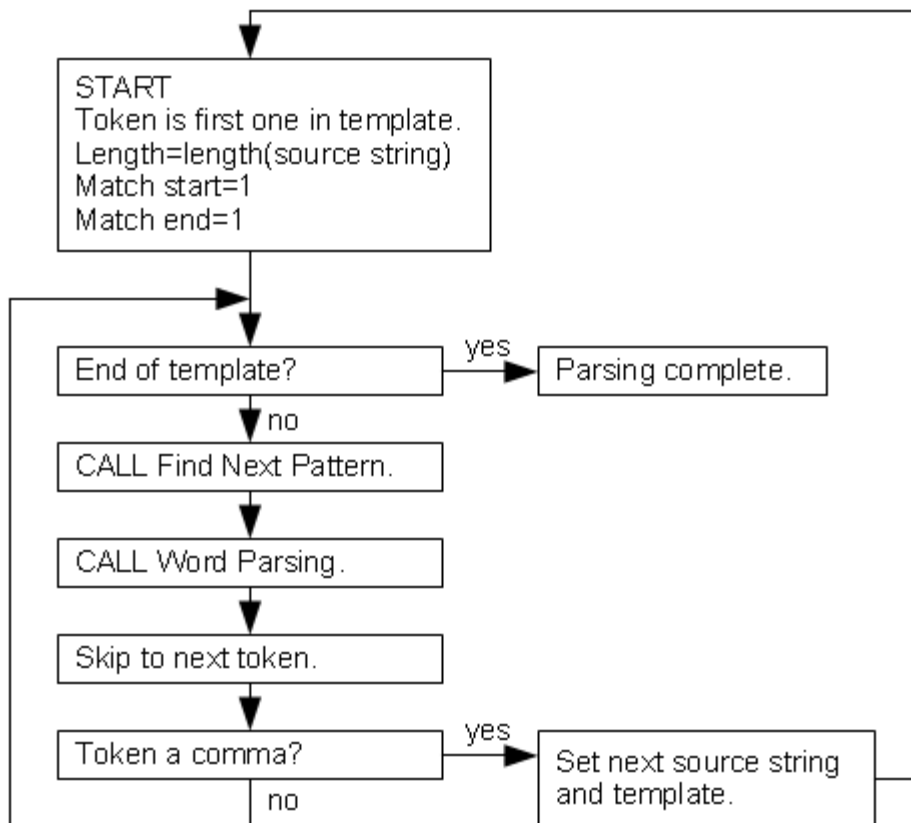 START
Token is first one in template.
Length=length(source string)
Match start=1
Match end=1
End of template?
yes
Parsing complete.
no
CALL Find Next Pattern.
CALL Word Parsing.
Skip to next token.
Token a comma?
yes
Set next source string
and template.
no